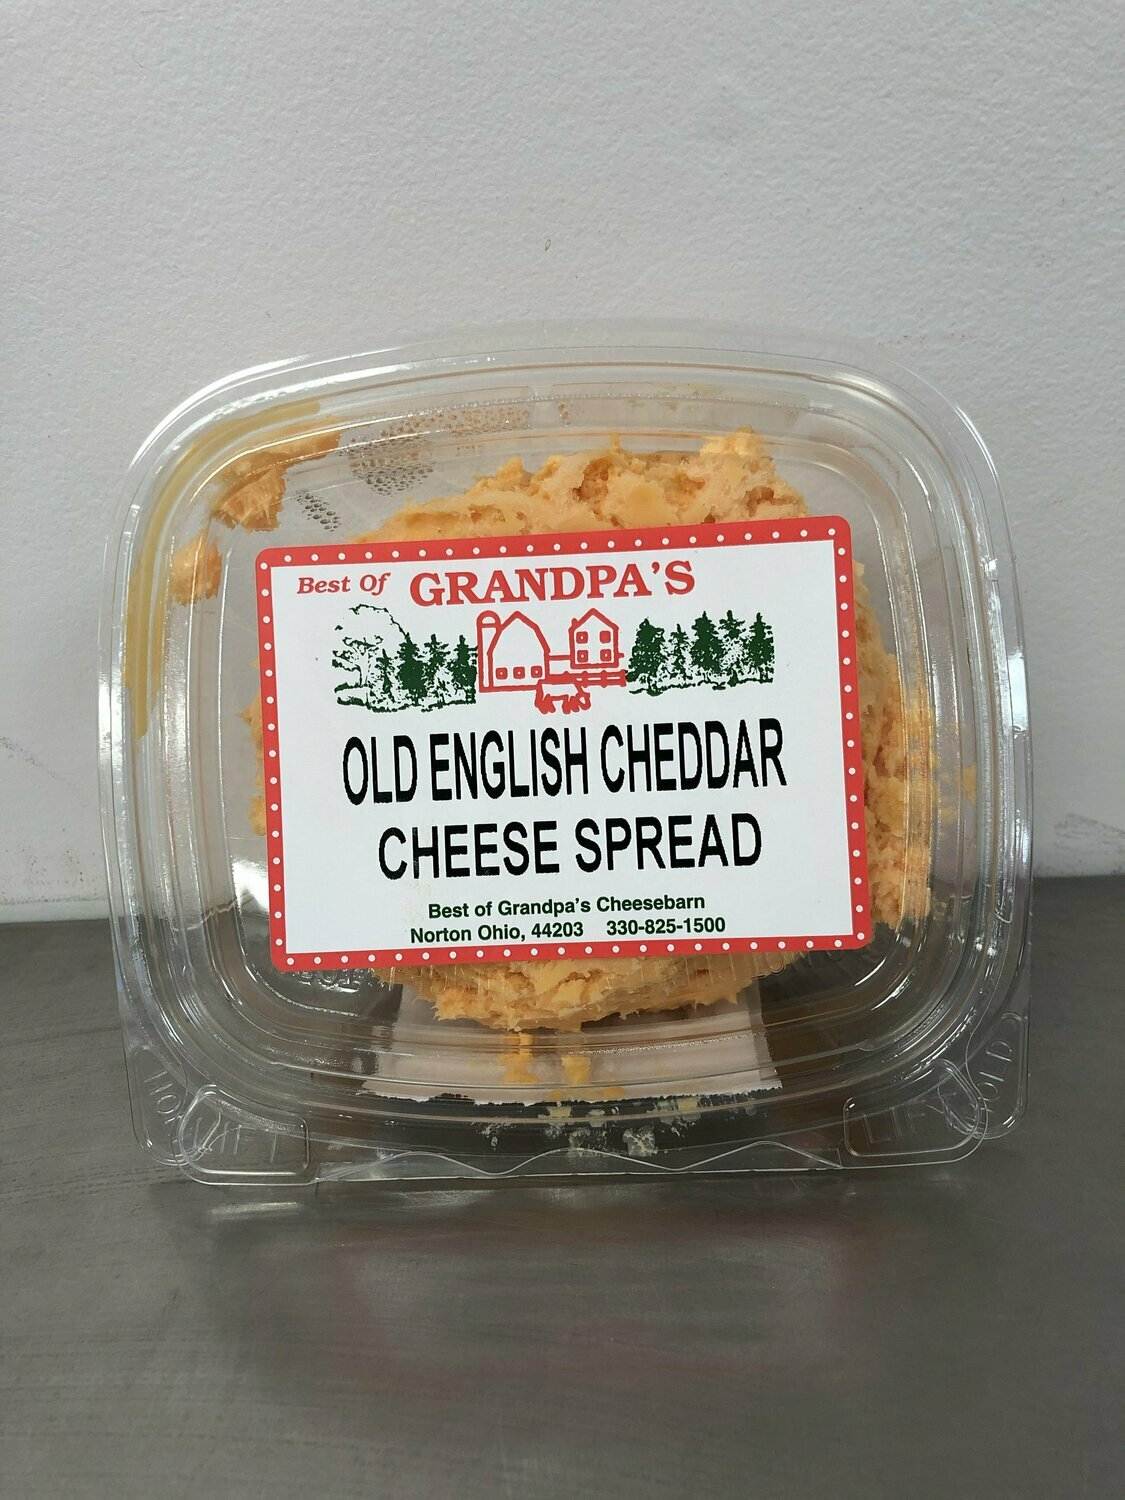 Best Of GRANDPA'S
OLD ENGLISH CHEDDAR
CHEESE SPREAD
Best of Grandpa's Cheesebarn
Norton Ohio, 44203 330-825-1500